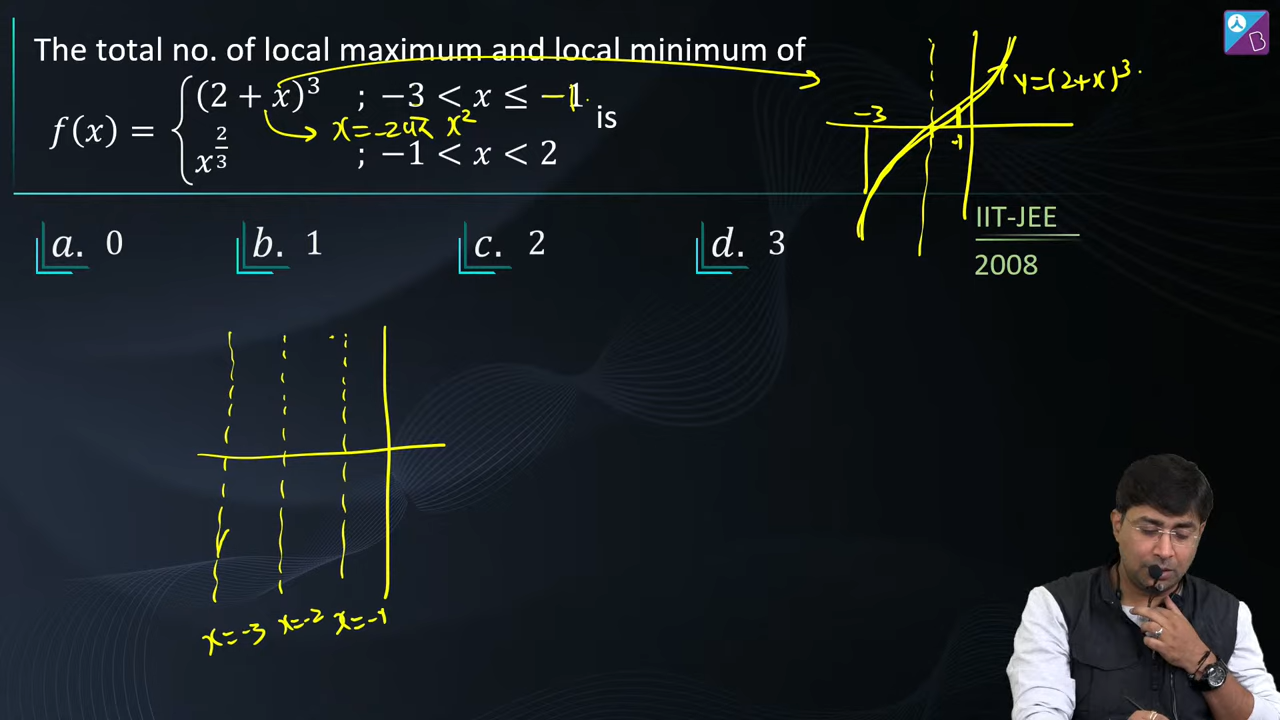 The total no. of local maximum and local minimum of
f(x) = { (2 + x)³ ; −3 < x ≤ −1
x^(2/3) ; −1 < x < 2
is
a. 0
b. 1
c. 2
d. 3
IIT-JEE
2008
y=(2+x)³
-3
-1
x=-3
x=-2
x=-1
B